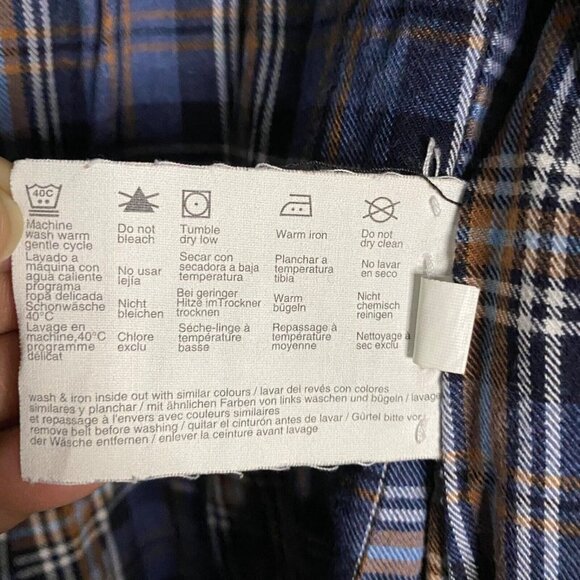 40C
Machine
wash warm
gentle cycle
Lavado a
máquina con
agua caliente
programa
ropa delicada
Schonwäsche
40°C
Lavage en
machine,40°C
programme
délicat
Do not
bleach
No usar
lejía
Nicht
bleichen
Chlore
exclu
Tumble
dry low
Secar con
secadora a baja
temperatura
Bei geringer
Hitze imTrockner
trocknen
Séche-linge à
température
basse
Warm iron
Planchar a
temperatura
tibia
Warm
bügeln
Repassage à
température
moyenne
Do not
dry clean
No lavar
en seco
Nicht
chemisch
reinigen
Nettoyage à
sec exclu
wash & iron inside out with similar colours / lavar del revés con colores
similares y planchar / mit ähnlichen Farben von links waschen und bügeln / lavage
et repassage à l'envers avec couleurs similaires
remove belt before washing / quitar el cinturón antes de lavar / Gürtel bitte vor
der Wäsche entfernen / enlever la ceinture avant lavage